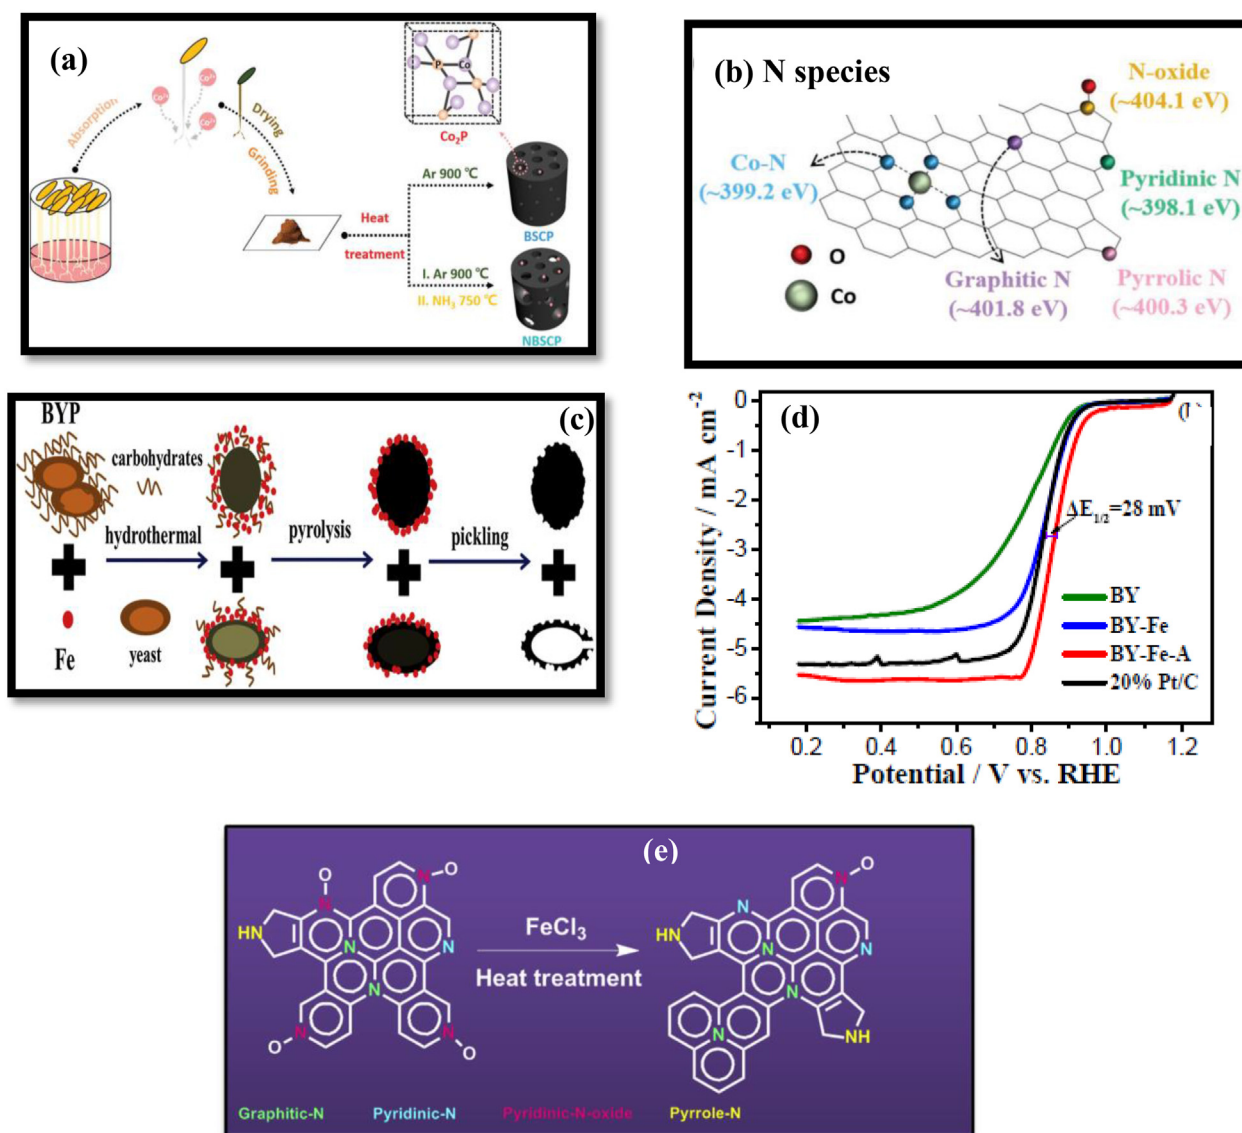 (a)
Absorption
Co²⁺
Co²⁺
Co²⁺
Drying
Grinding
P
Co
Co₂P
Ar 900 ℃
Heat
treatment
BSCP
I. Ar 900 ℃
II. NH₃ 750 ℃
NBSCP
(b) N species
N-oxide
(~404.1 eV)
Co-N
(~399.2 eV)
Pyridinic N
(~398.1 eV)
O
Co
Graphitic N
(~401.8 eV)
Pyrrolic N
(~400.3 eV)
(c)
BYP
carbohydrates
hydrothermal
pyrolysis
pickling
Fe
yeast
(d)
0
-1
-2
-3
-4
-5
-6
Current Density / mA cm⁻²
ΔE₁/₂=28 mV
BY
BY-Fe
BY-Fe-A
20% Pt/C
0.2 0.4 0.6 0.8 1.0 1.2
Potential / V vs. RHE
(e)
O
N
O
N
HN
N
N
N
O
N
N
O
FeCl₃
Heat treatment
N
O
N
HN
N
N
N
N
NH
Graphitic-N Pyridinic-N Pyridinic-N-oxide Pyrrole-N